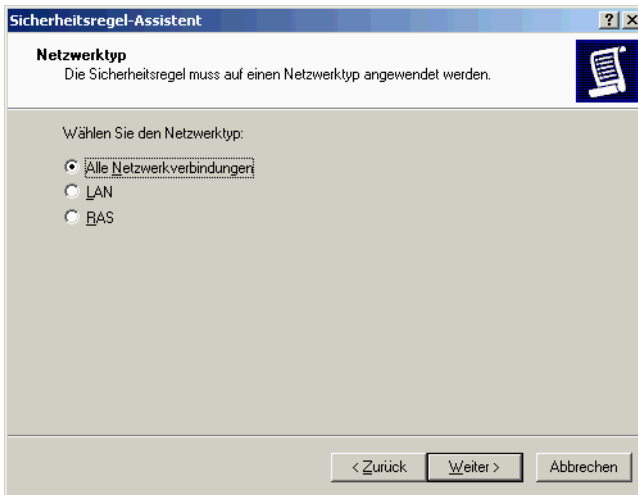 Sicherheitsregel-Assistent
Netzwerktyp
Die Sicherheitsregel muss auf einen Netzwerktyp angewendet werden.
Wählen Sie den Netzwerktyp:
Alle Netzwerkverbindungen
LAN
RAS
< Zurück Weiter > Abbrechen